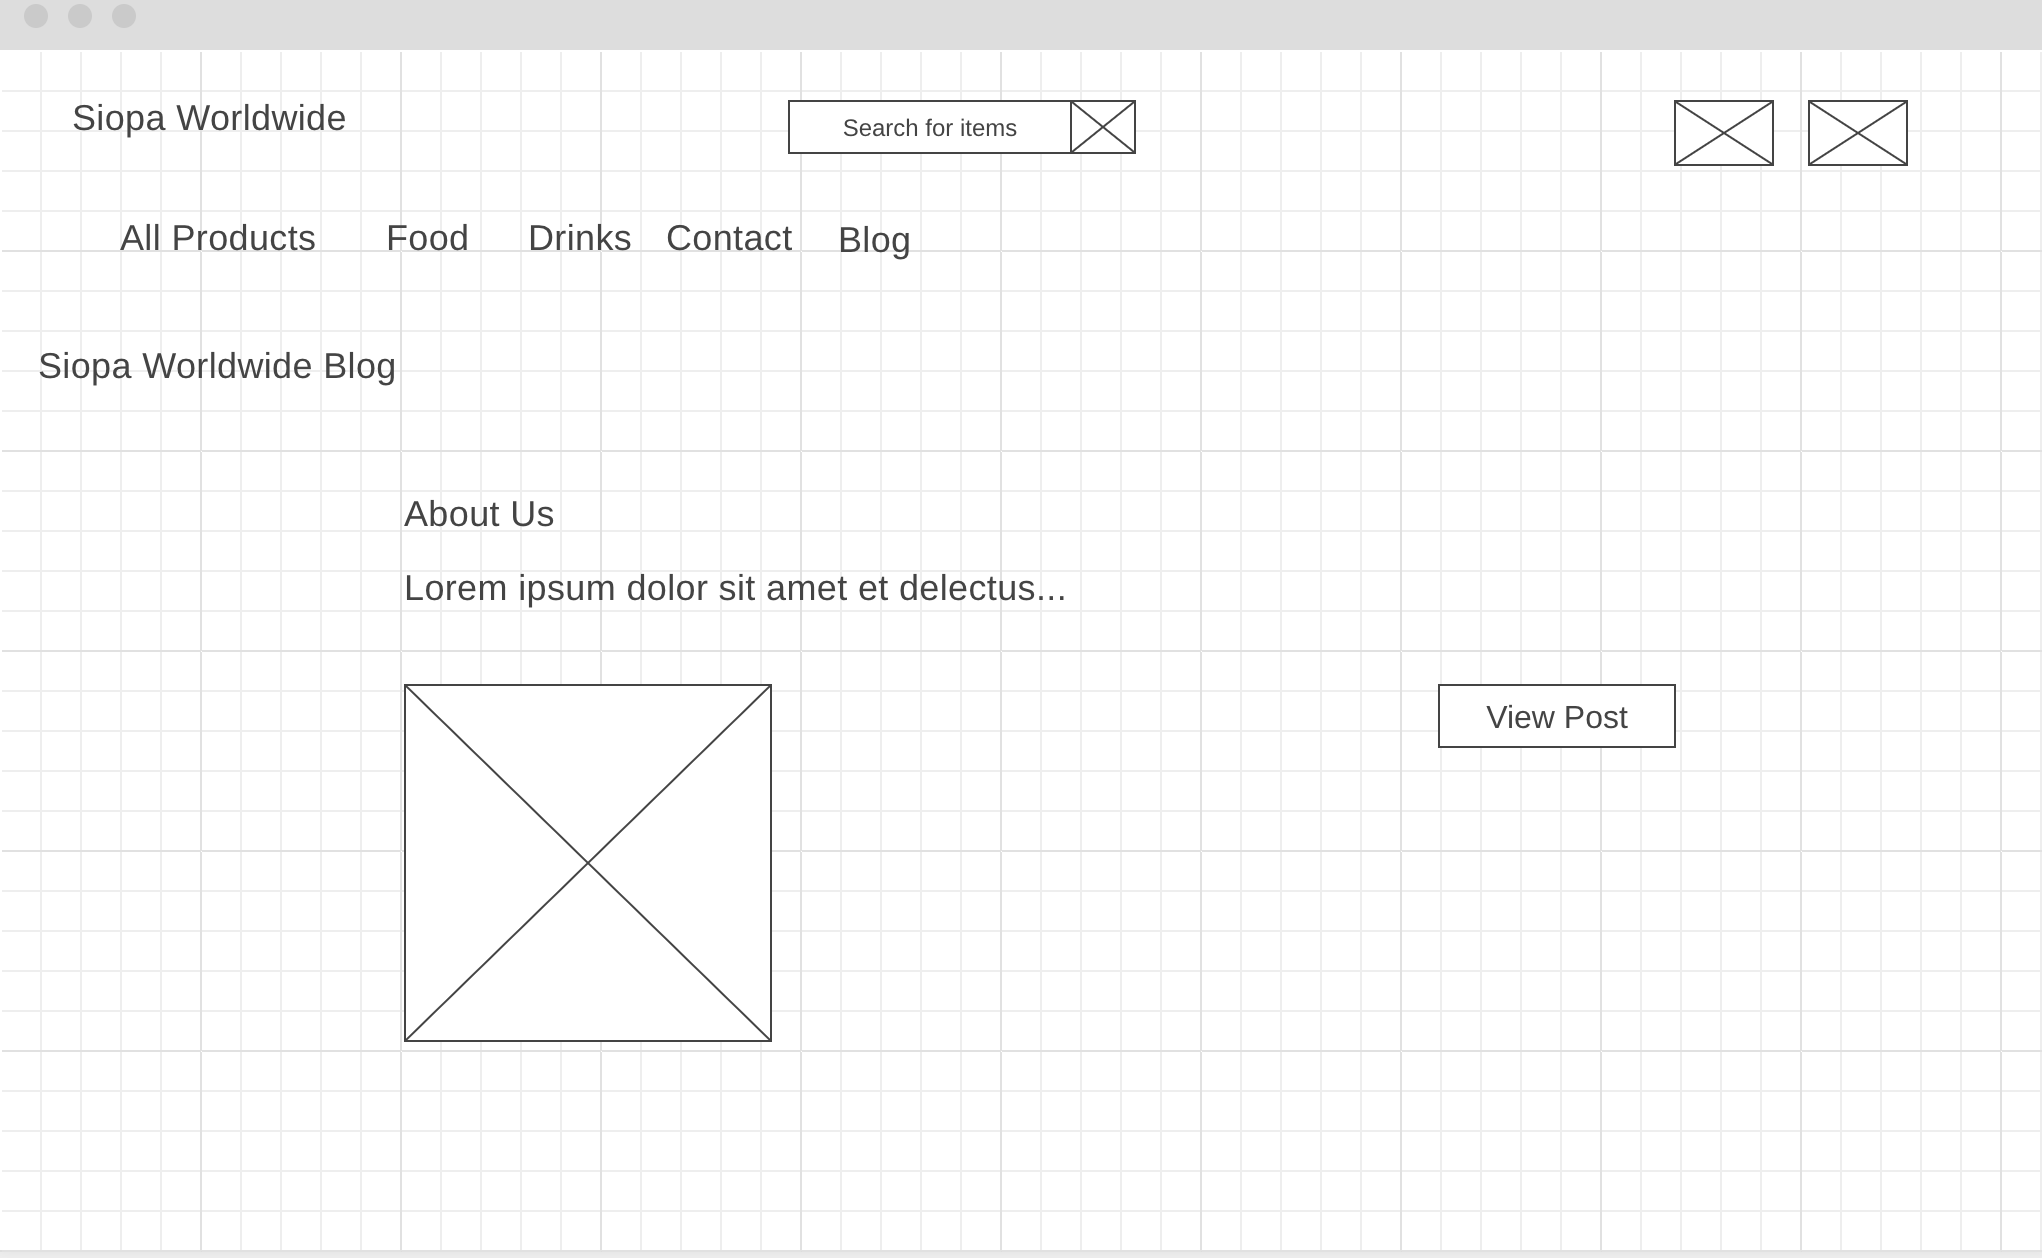 Siopa Worldwide
Search for items
All Products Food Drinks Contact Blog
Siopa Worldwide Blog
About Us
Lorem ipsum dolor sit amet et delectus...
View Post